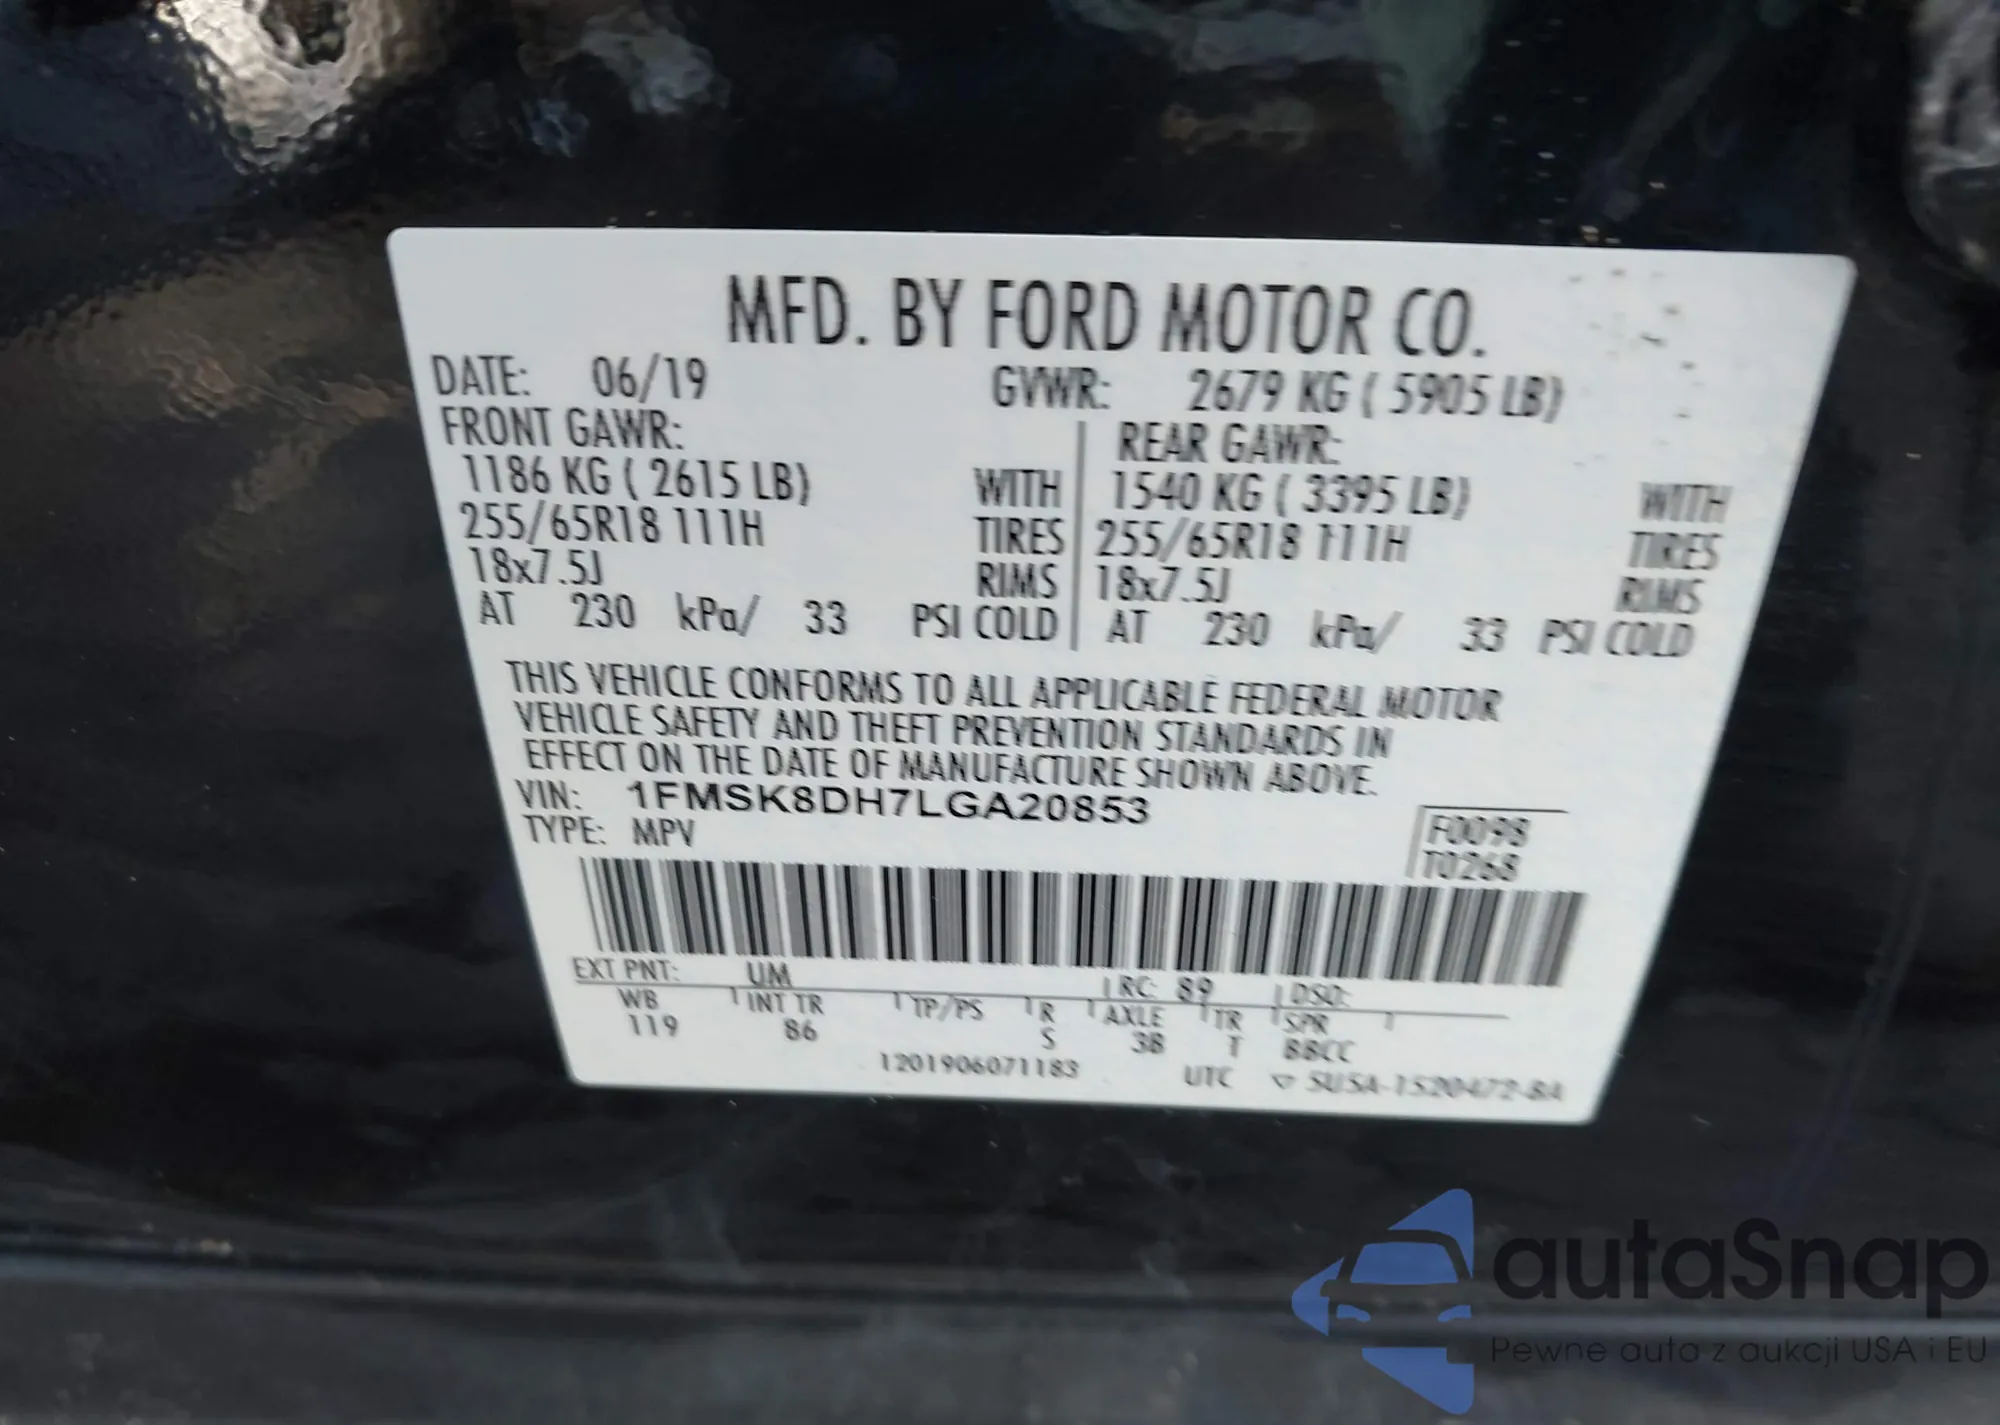 MFD. BY FORD MOTOR CO.
DATE: 06/19 GVWR: 2679 KG ( 5905 LB)
FRONT GAWR: REAR GAWR:
1186 KG ( 2615 LB) WITH 1540 KG ( 3395 LB) WITH
255/65R18 111H TIRES 255/65R18 111H TIRES
18x7.5J RIMS 18x7.5J RIMS
AT 230 kPa/ 33 PSI COLD AT 230 kPa/ 33 PSI COLD
THIS VEHICLE CONFORMS TO ALL APPLICABLE FEDERAL MOTOR
VEHICLE SAFETY AND THEFT PREVENTION STANDARDS IN
EFFECT ON THE DATE OF MANUFACTURE SHOWN ABOVE.
VIN: 1FMSK8DH7LGA20853
TYPE: MPV
F0098
T0268
EXT PNT: UM RC: 89 DSO:
WB INT TR TP/PS R AXLE TR SPR
119 86 S 3B T BBCC
1201906071183 UTC ▽ 5U5A-1520472-BA
autaSnap
Pewne auta z aukcji USA i EU